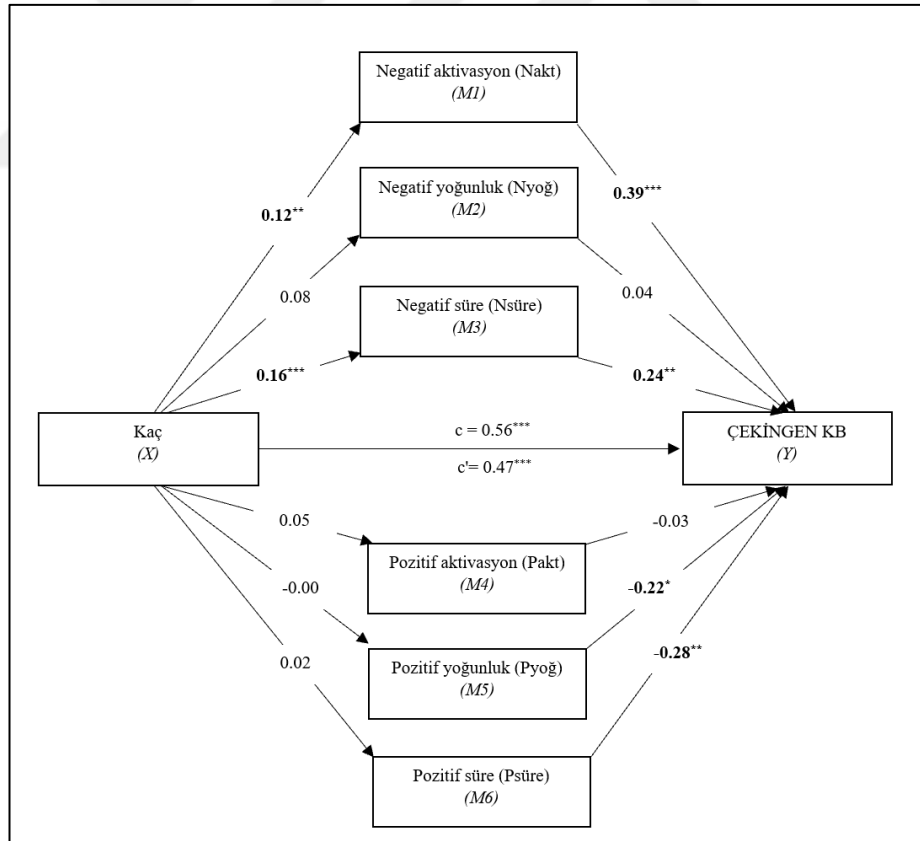 Negatif aktivasyon (Nakt)
(M1)
Negatif yoğunluk (Nyoğ)
(M2)
Negatif süre (Nsüre)
(M3)
0.12**
0.08
0.16***
0.39***
0.04
0.24**
Kaç
(X)
c = 0.56***
c'= 0.47***
ÇEKİNGEN KB
(Y)
0.05
-0.00
0.02
-0.03
-0.22*
-0.28**
Pozitif aktivasyon (Pakt)
(M4)
Pozitif yoğunluk (Pyoğ)
(M5)
Pozitif süre (Psüre)
(M6)